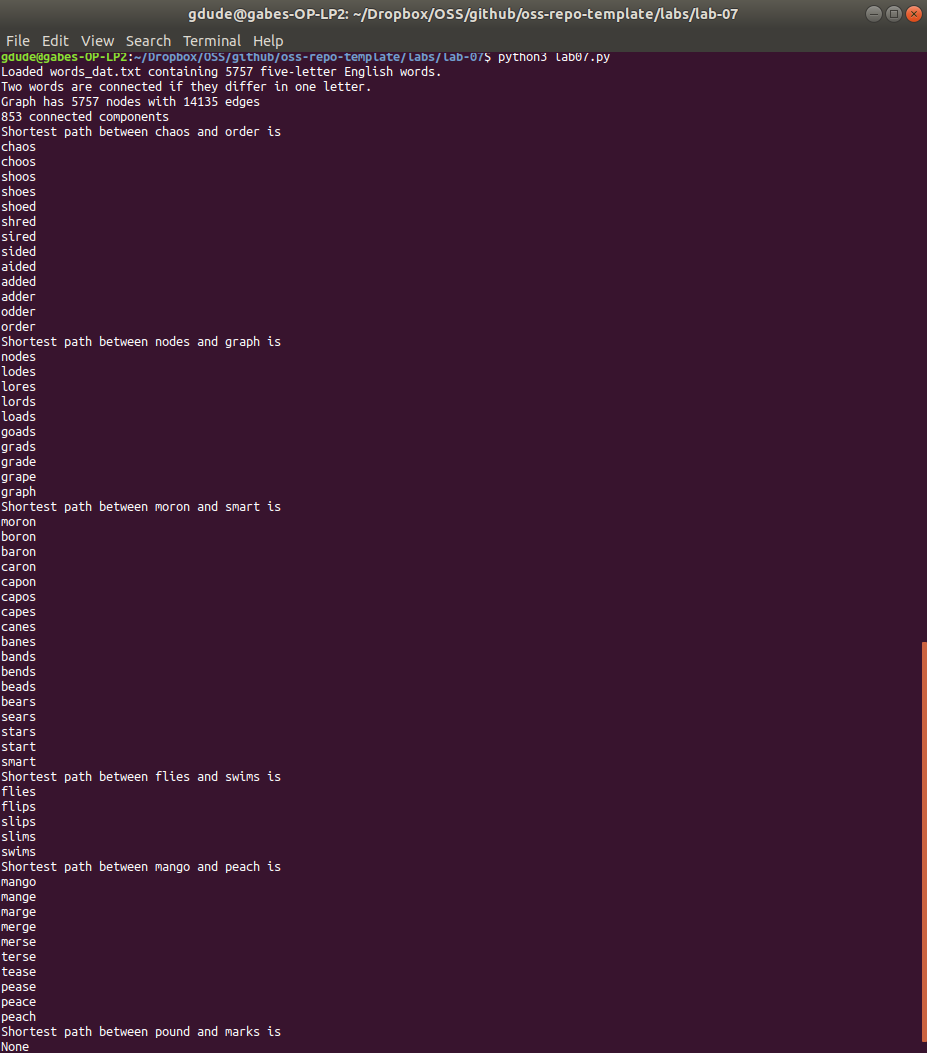 gdude@gabes-OP-LP2: ~/Dropbox/OSS/github/oss-repo-template/labs/lab-07
File Edit View Search Terminal Help
gdude@gabes-OP-LP2:~/Dropbox/OSS/github/oss-repo-template/labs/lab-07$ python3 lab07.py
Loaded words_dat.txt containing 5757 five-letter English words.
Two words are connected if they differ in one letter.
Graph has 5757 nodes with 14135 edges
853 connected components
Shortest path between chaos and order is
chaos
choos
shoos
shoes
shoed
shred
sired
sided
aided
added
adder
odder
order
Shortest path between nodes and graph is
nodes
lodes
lores
lords
loads
goads
grads
grade
grape
graph
Shortest path between moron and smart is
moron
boron
baron
caron
capon
capos
capes
canes
banes
bands
bends
beads
bears
sears
stars
start
smart
Shortest path between flies and swims is
flies
flips
slips
slims
swims
Shortest path between mango and peach is
mango
mange
marge
merge
merse
terse
tease
pease
peace
peach
Shortest path between pound and marks is
None